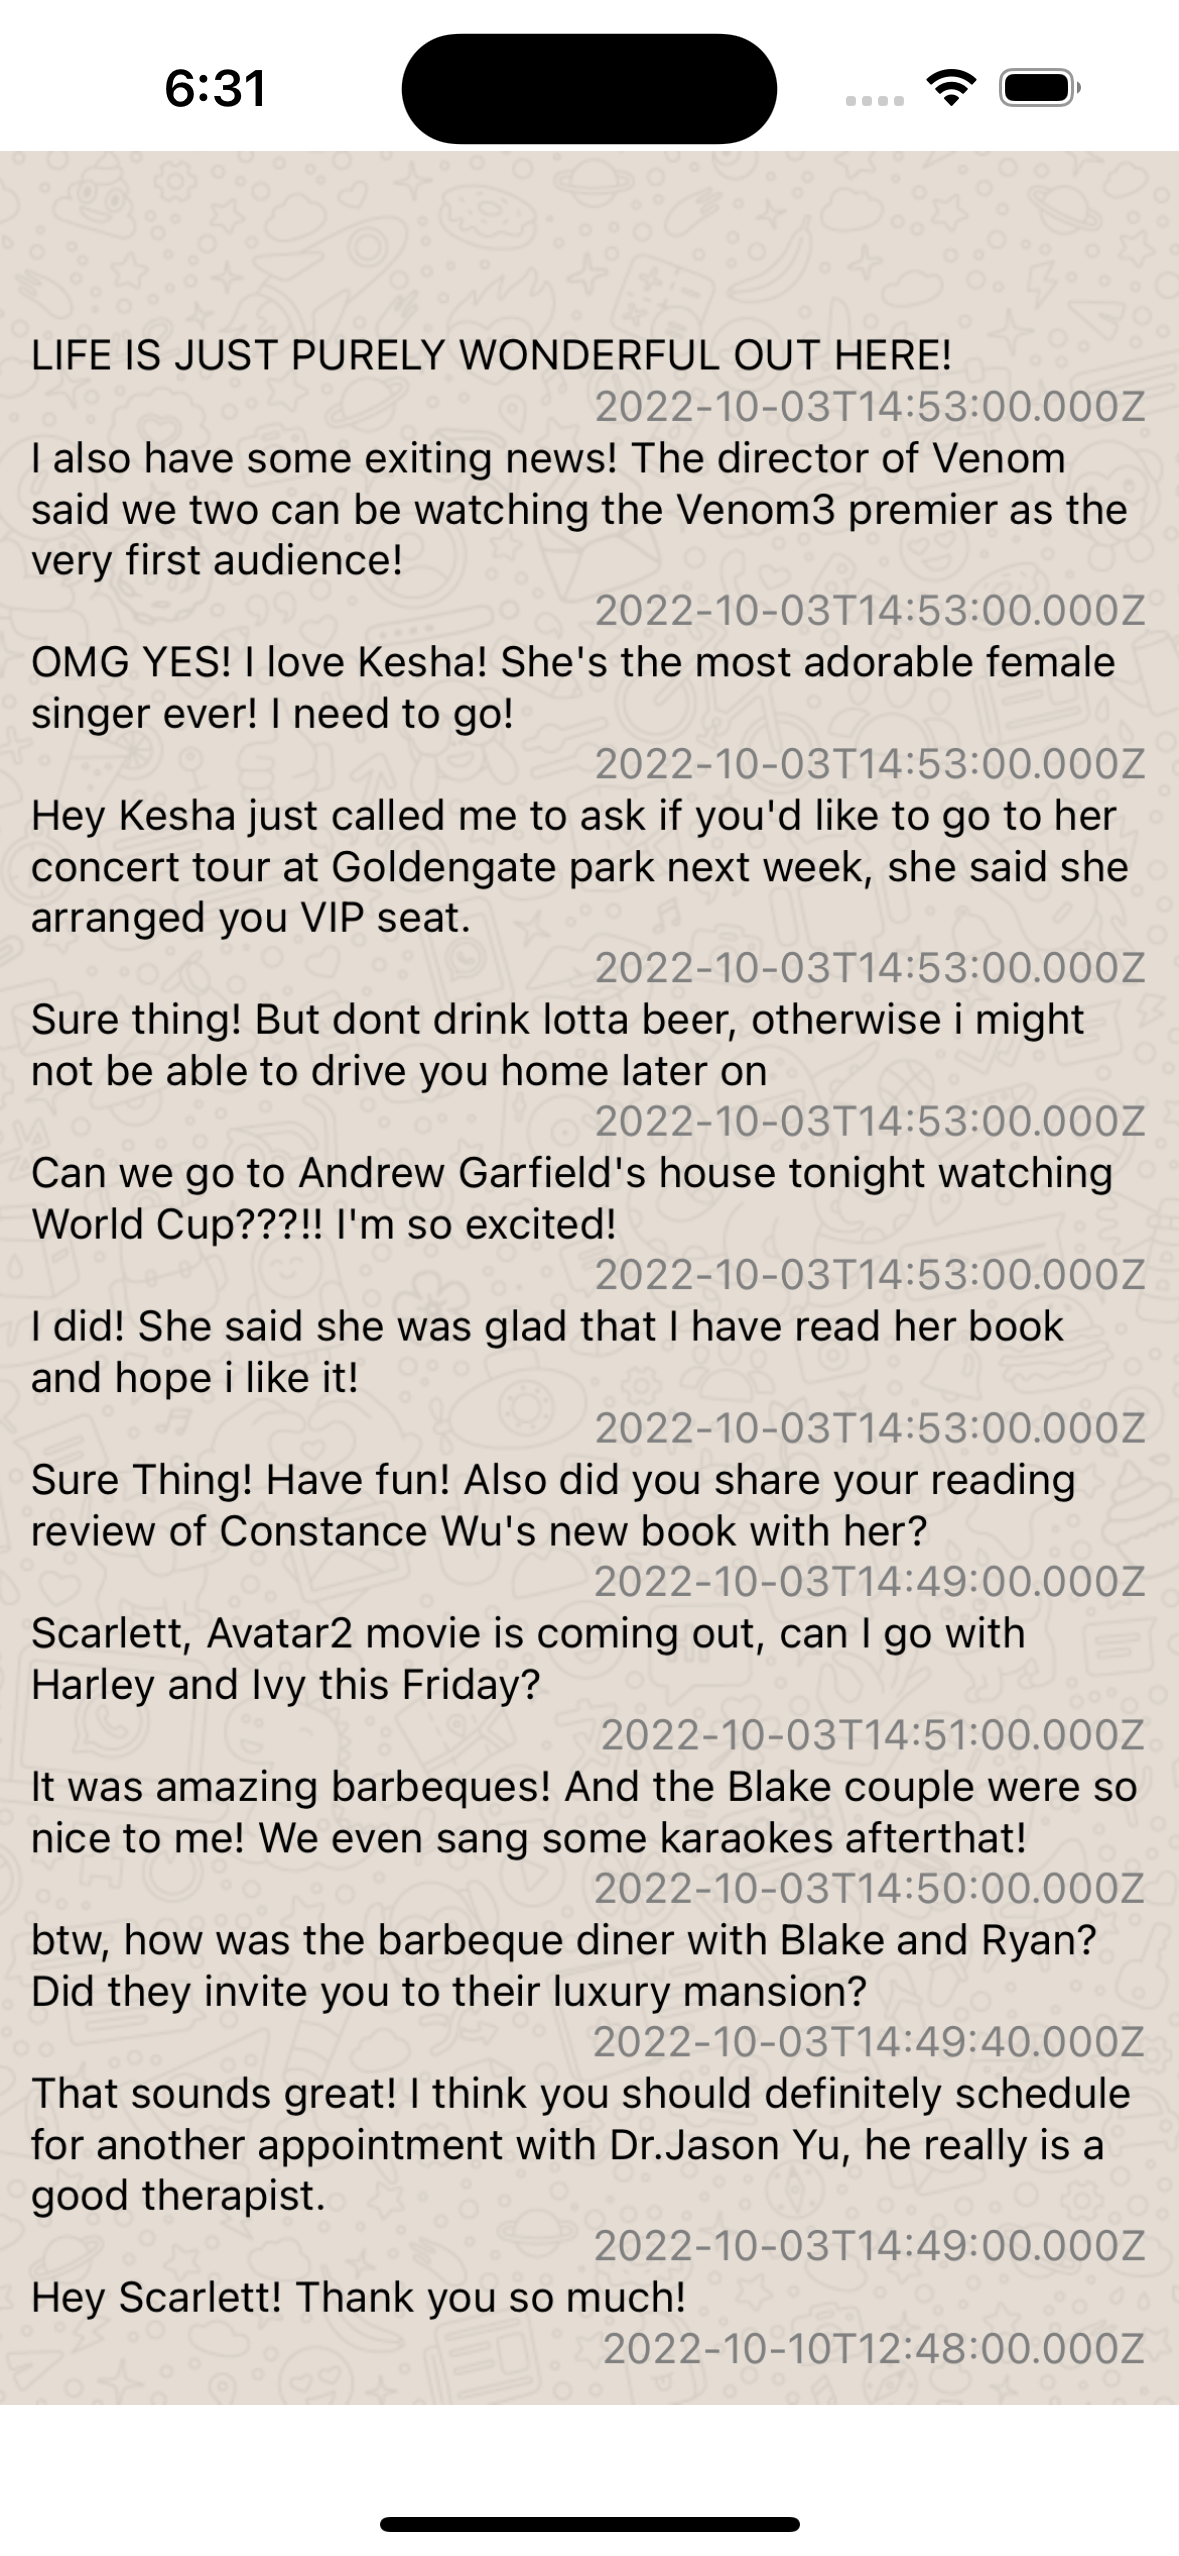 6:31
LIFE IS JUST PURELY WONDERFUL OUT HERE!
2022-10-03T14:53:00.000Z
I also have some exiting news! The director of Venom
said we two can be watching the Venom3 premier as the
very first audience!
2022-10-03T14:53:00.000Z
OMG YES! I love Kesha! She's the most adorable female
singer ever! I need to go!
2022-10-03T14:53:00.000Z
Hey Kesha just called me to ask if you'd like to go to her
concert tour at Goldengate park next week, she said she
arranged you VIP seat.
2022-10-03T14:53:00.000Z
Sure thing! But dont drink lotta beer, otherwise i might
not be able to drive you home later on
2022-10-03T14:53:00.000Z
Can we go to Andrew Garfield's house tonight watching
World Cup???!! I'm so excited!
2022-10-03T14:53:00.000Z
I did! She said she was glad that I have read her book
and hope i like it!
2022-10-03T14:53:00.000Z
Sure Thing! Have fun! Also did you share your reading
review of Constance Wu's new book with her?
2022-10-03T14:49:00.000Z
Scarlett, Avatar2 movie is coming out, can I go with
Harley and Ivy this Friday?
2022-10-03T14:51:00.000Z
It was amazing barbeques! And the Blake couple were so
nice to me! We even sang some karaokes afterthat!
2022-10-03T14:50:00.000Z
btw, how was the barbeque diner with Blake and Ryan?
Did they invite you to their luxury mansion?
2022-10-03T14:49:40.000Z
That sounds great! I think you should definitely schedule
for another appointment with Dr.Jason Yu, he really is a
good therapist.
2022-10-03T14:49:00.000Z
Hey Scarlett! Thank you so much!
2022-10-10T12:48:00.000Z